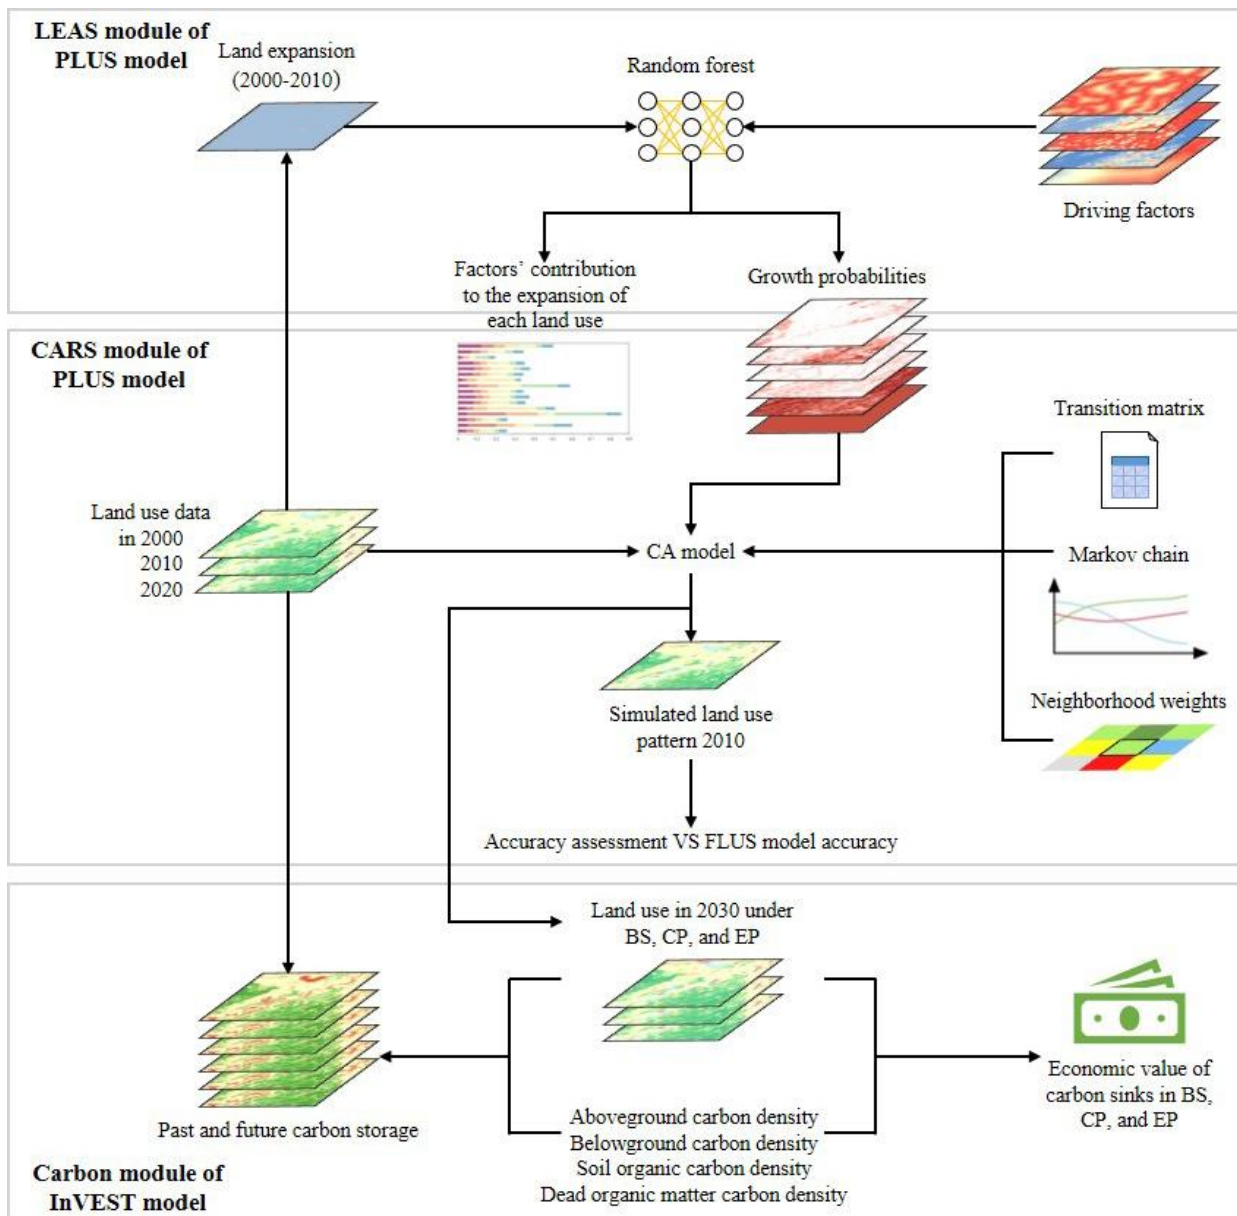 LEAS module of
PLUS model
Land expansion
(2000-2010)
Random forest
Driving factors
Factors’ contribution
to the expansion of
each land use
Growth probabilities
CARS module of
PLUS model
Transition matrix
Land use data
in 2000
2010
2020
CA model
Markov chain
Simulated land use
pattern 2010
Neighborhood weights
Accuracy assessment VS FLUS model accuracy
Land use in 2030 under
BS, CP, and EP
Past and future carbon storage
Aboveground carbon density
Belowground carbon density
Soil organic carbon density
Dead organic matter carbon density
Economic value of
carbon sinks in BS,
CP, and EP
Carbon module of
InVEST model